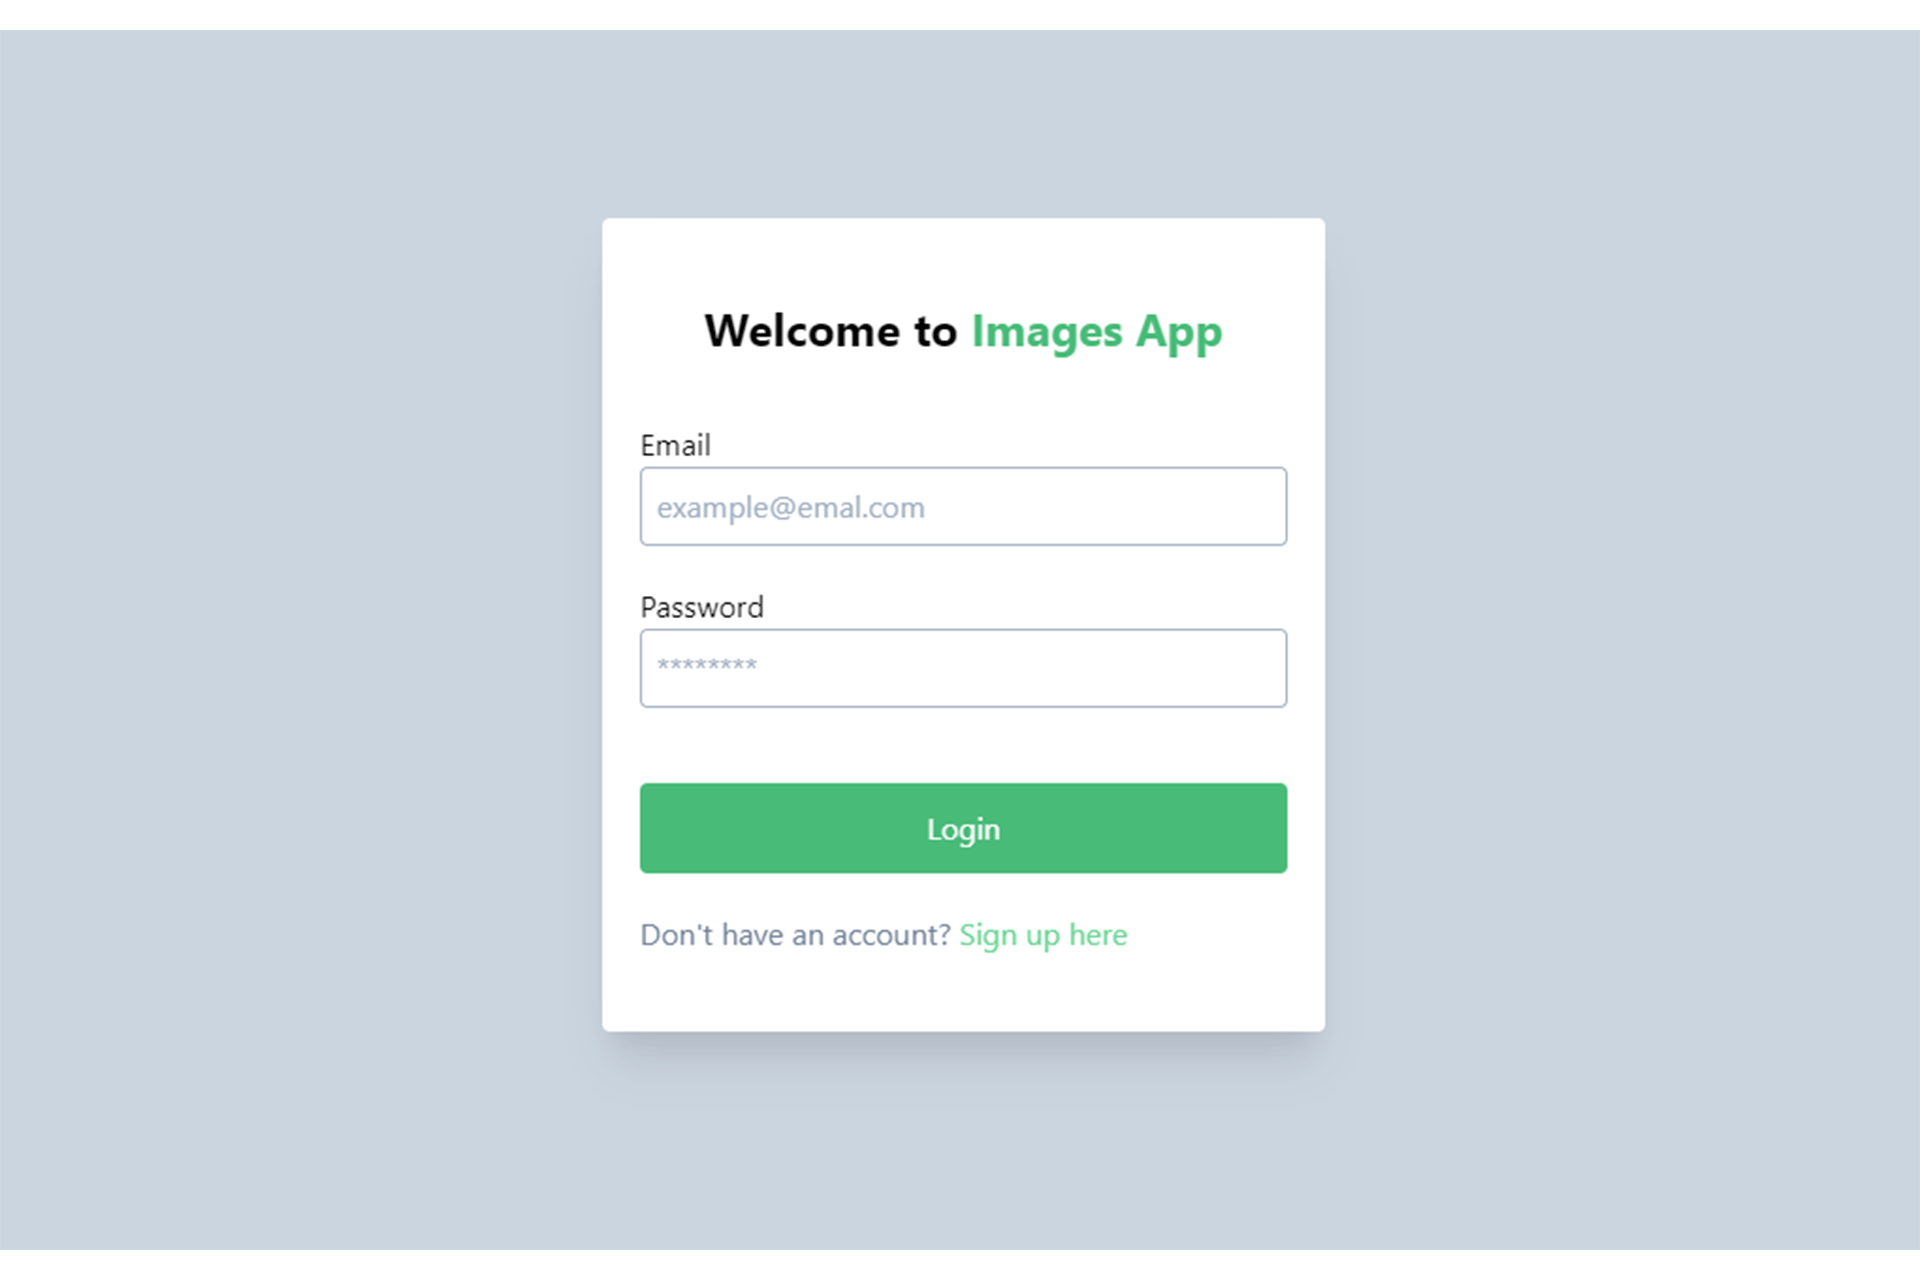 Welcome to Images App
Email
example@emal.com
Password
********
Login
Don't have an account? Sign up here